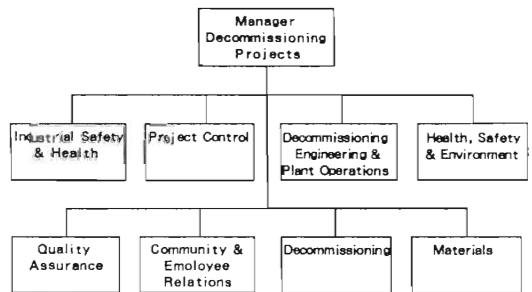 Manager
Decommissioning
Projects
Industrial Safety
& Health
Project Control
Decommissioning
Engineering &
Plant Operations
Health, Safety
& Environment
Quality
Assurance
Community &
Emoloyee
Relations
Decommissioning
Materials